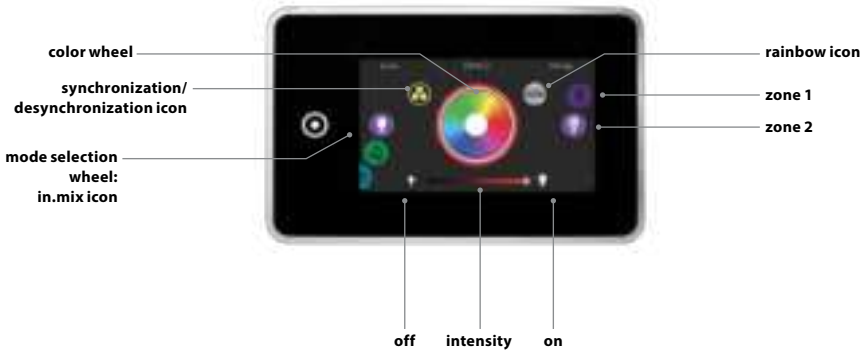 color wheel
rainbow icon
synchronization/
desynchronization icon
zone 1
zone 2
mode selection
wheel:
in.mix icon
off intensity on